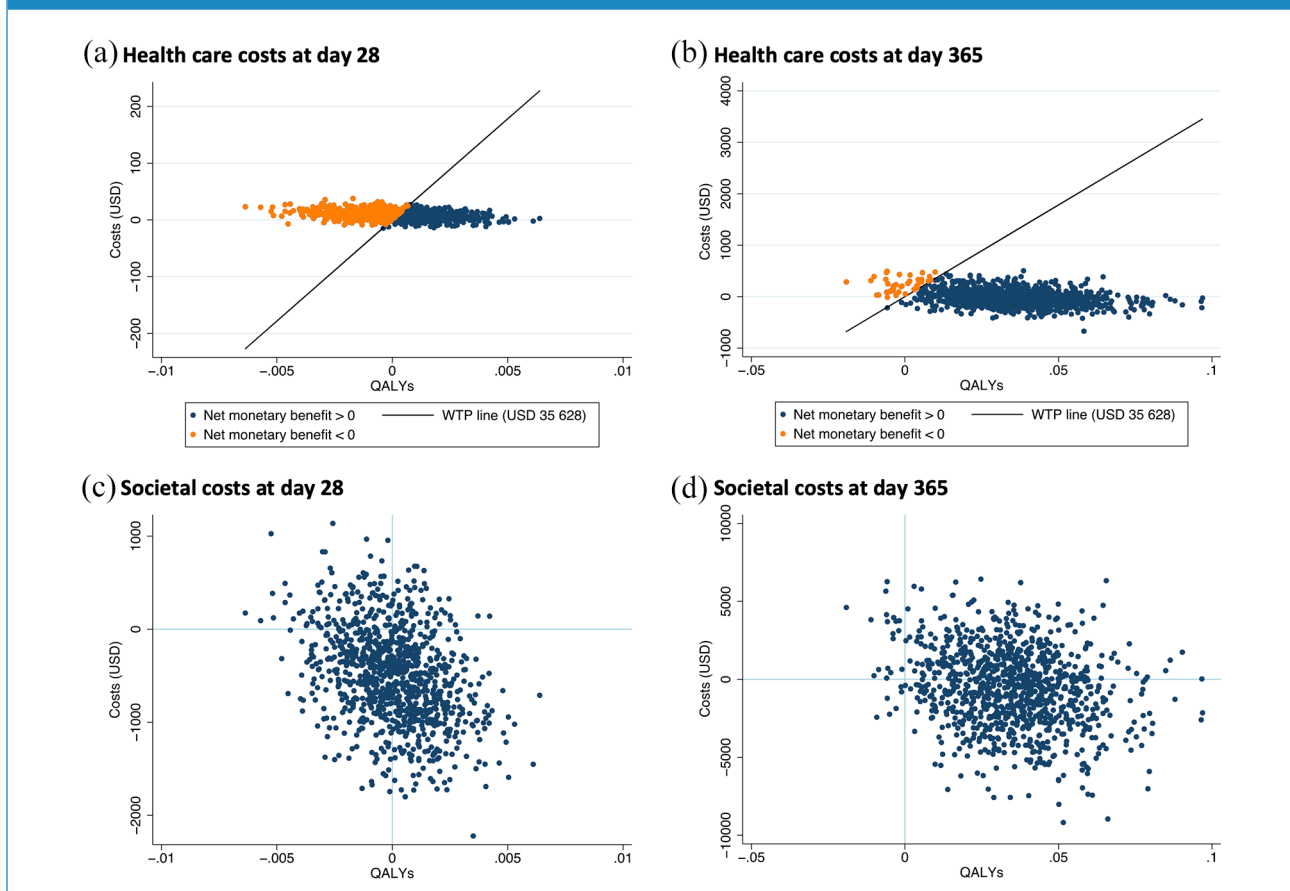 (a) Health care costs at day 28
200
100
0
−100
−200
Costs (USD)
−.01 −.005 0 .005 .01
QALYs
Net monetary benefit > 0 WTP line (USD 35 628)
Net monetary benefit < 0
(b) Health care costs at day 365
4000
3000
2000
1000
0
−1000
Costs (USD)
−.05 0 .05 .1
QALYs
Net monetary benefit > 0 WTP line (USD 35 628)
Net monetary benefit < 0
(c) Societal costs at day 28
1000
0
−1000
−2000
Costs (USD)
−.01 −.005 0 .005 .01
QALYs
(d) Societal costs at day 365
10000
5000
0
−5000
−10000
Costs (USD)
−.05 0 .05 .1
QALYs